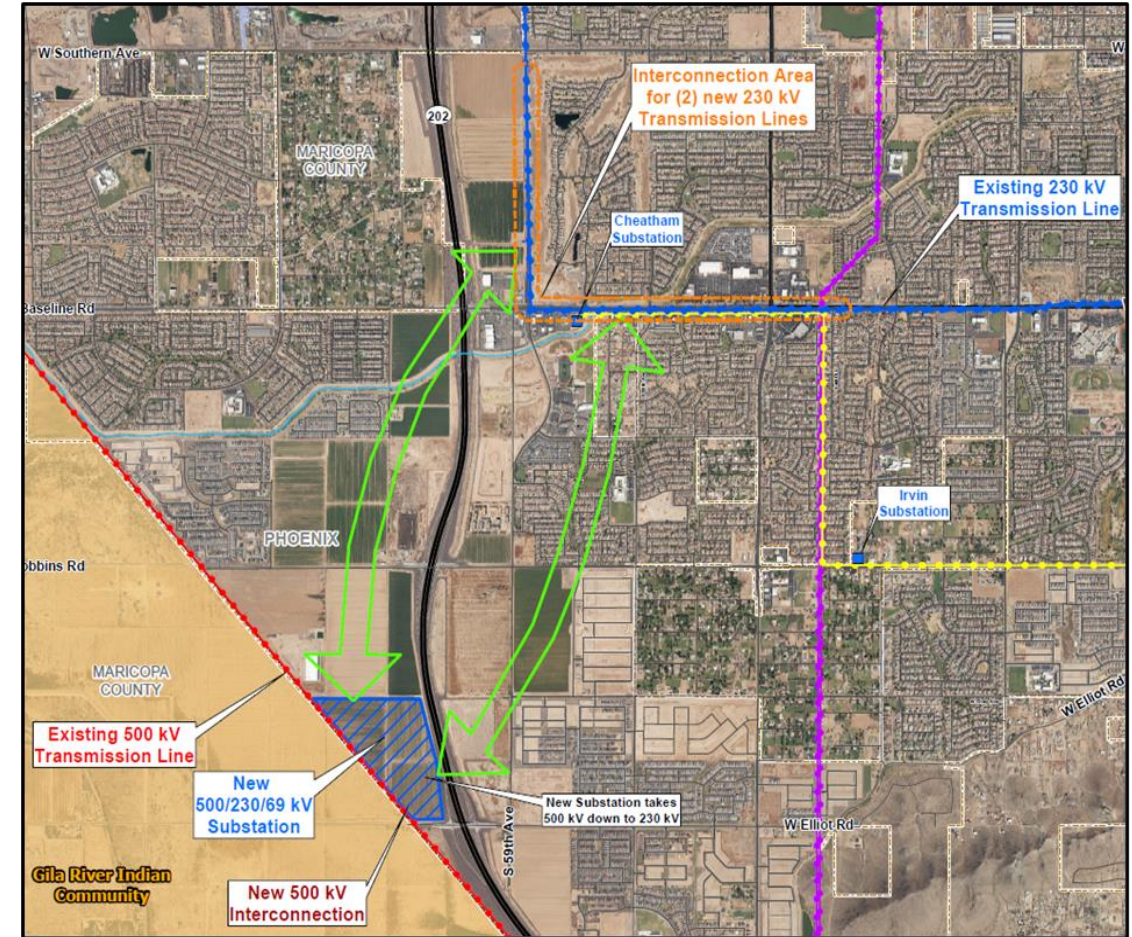 W Southern Ave
W
Interconnection Area
for (2) new 230 kV
Transmission Lines
202
MARICOPA
COUNTY
Existing 230 kV
Transmission Line
Cheatham
Substation
Baseline Rd
Irvin
Substation
PHOENIX
obbins Rd
MARICOPA
COUNTY
W Elliot Rd
Existing 500 kV
Transmission Line
New
500/230/69 kV
Substation
New Substation takes
500 kV down to 230 kV
W Elliot Rd
S 59th Ave
Gila River Indian
Community
New 500 kV
Interconnection